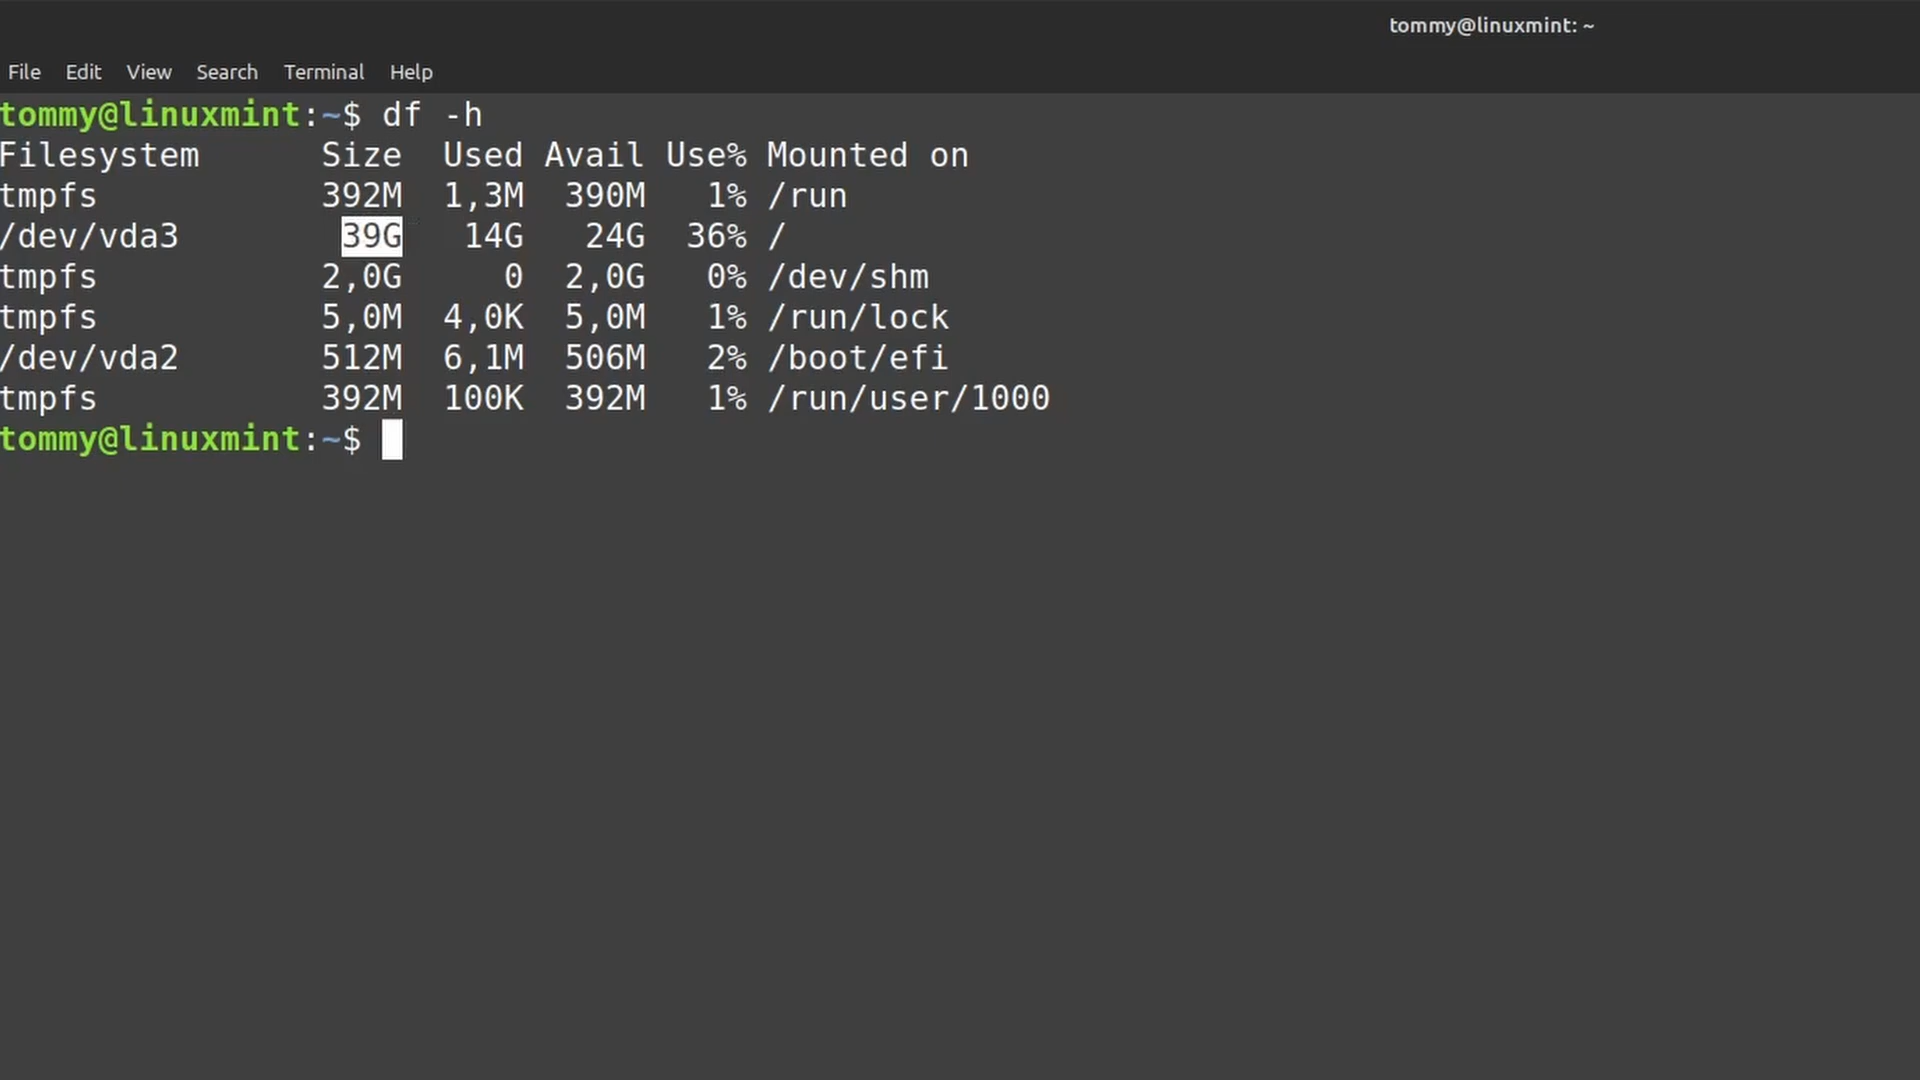 tommy@linuxmint: ~
File Edit View Search Terminal Help
tommy@linuxmint:~$ df -h
Filesystem      Size  Used Avail Use% Mounted on
tmpfs           392M  1,3M  390M   1% /run
/dev/vda3        39G   14G   24G  36% /
tmpfs           2,0G     0  2,0G   0% /dev/shm
tmpfs           5,0M  4,0K  5,0M   1% /run/lock
/dev/vda2       512M  6,1M  506M   2% /boot/efi
tmpfs           392M  100K  392M   1% /run/user/1000
tommy@linuxmint:~$